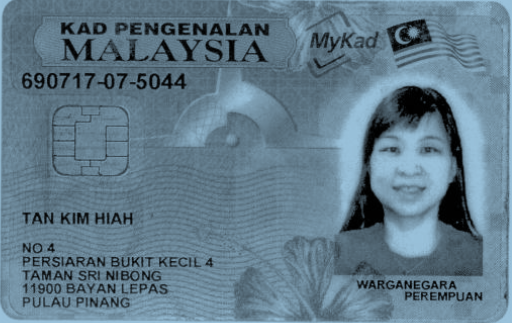 KAD PENGENALAN
MALAYSIA
MyKad
690717-07-5044
TAN KIM HIAH
NO 4
PERSIARAN BUKIT KECIL 4
TAMAN SRI NIBONG
11900 BAYAN LEPAS
PULAU PINANG
WARGANEGARA
PEREMPUAN